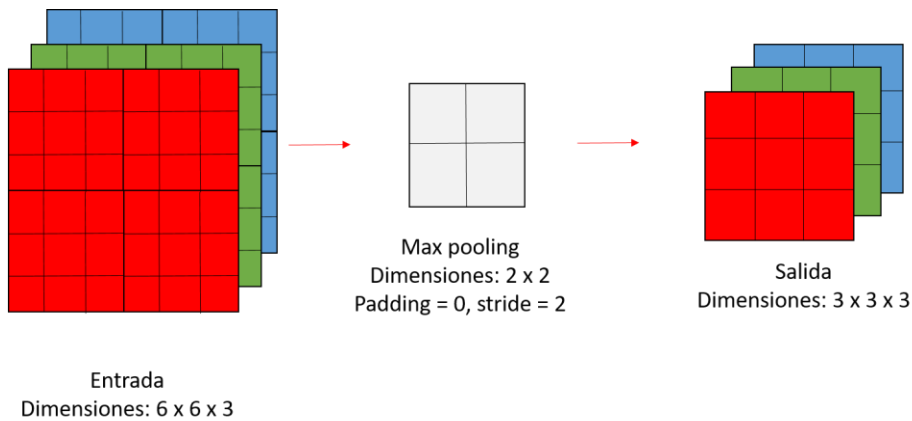 Max pooling
Dimensiones: 2 x 2
Padding = 0, stride = 2
Salida
Dimensiones: 3 x 3 x 3
Entrada
Dimensiones: 6 x 6 x 3